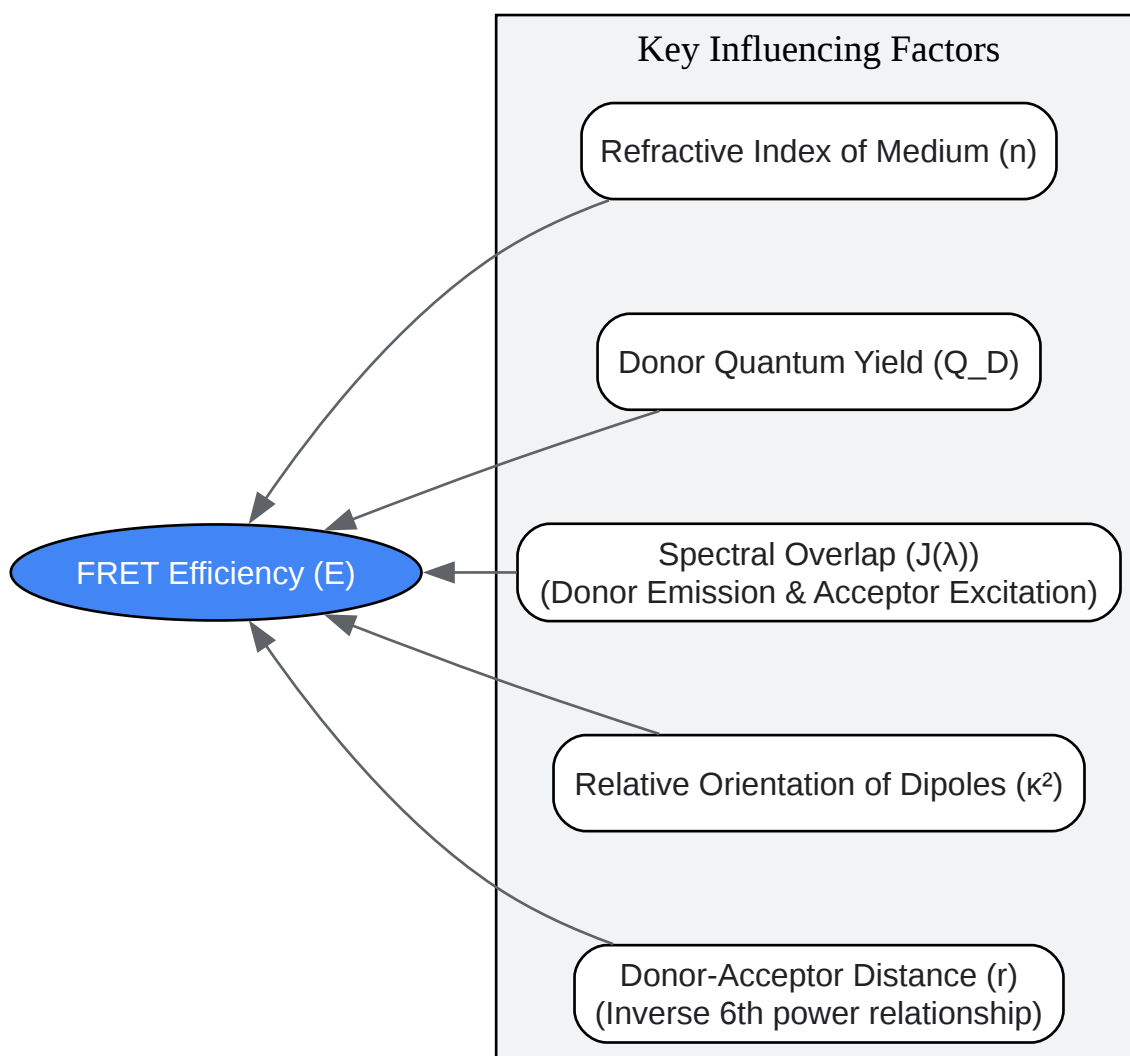 Key Influencing Factors
Refractive Index of Medium (n)
Donor Quantum Yield (Q_D)
FRET Efficiency (E)
Spectral Overlap (J(λ))
(Donor Emission & Acceptor Excitation)
Relative Orientation of Dipoles (κ²)
Donor-Acceptor Distance (r)
(Inverse 6th power relationship)